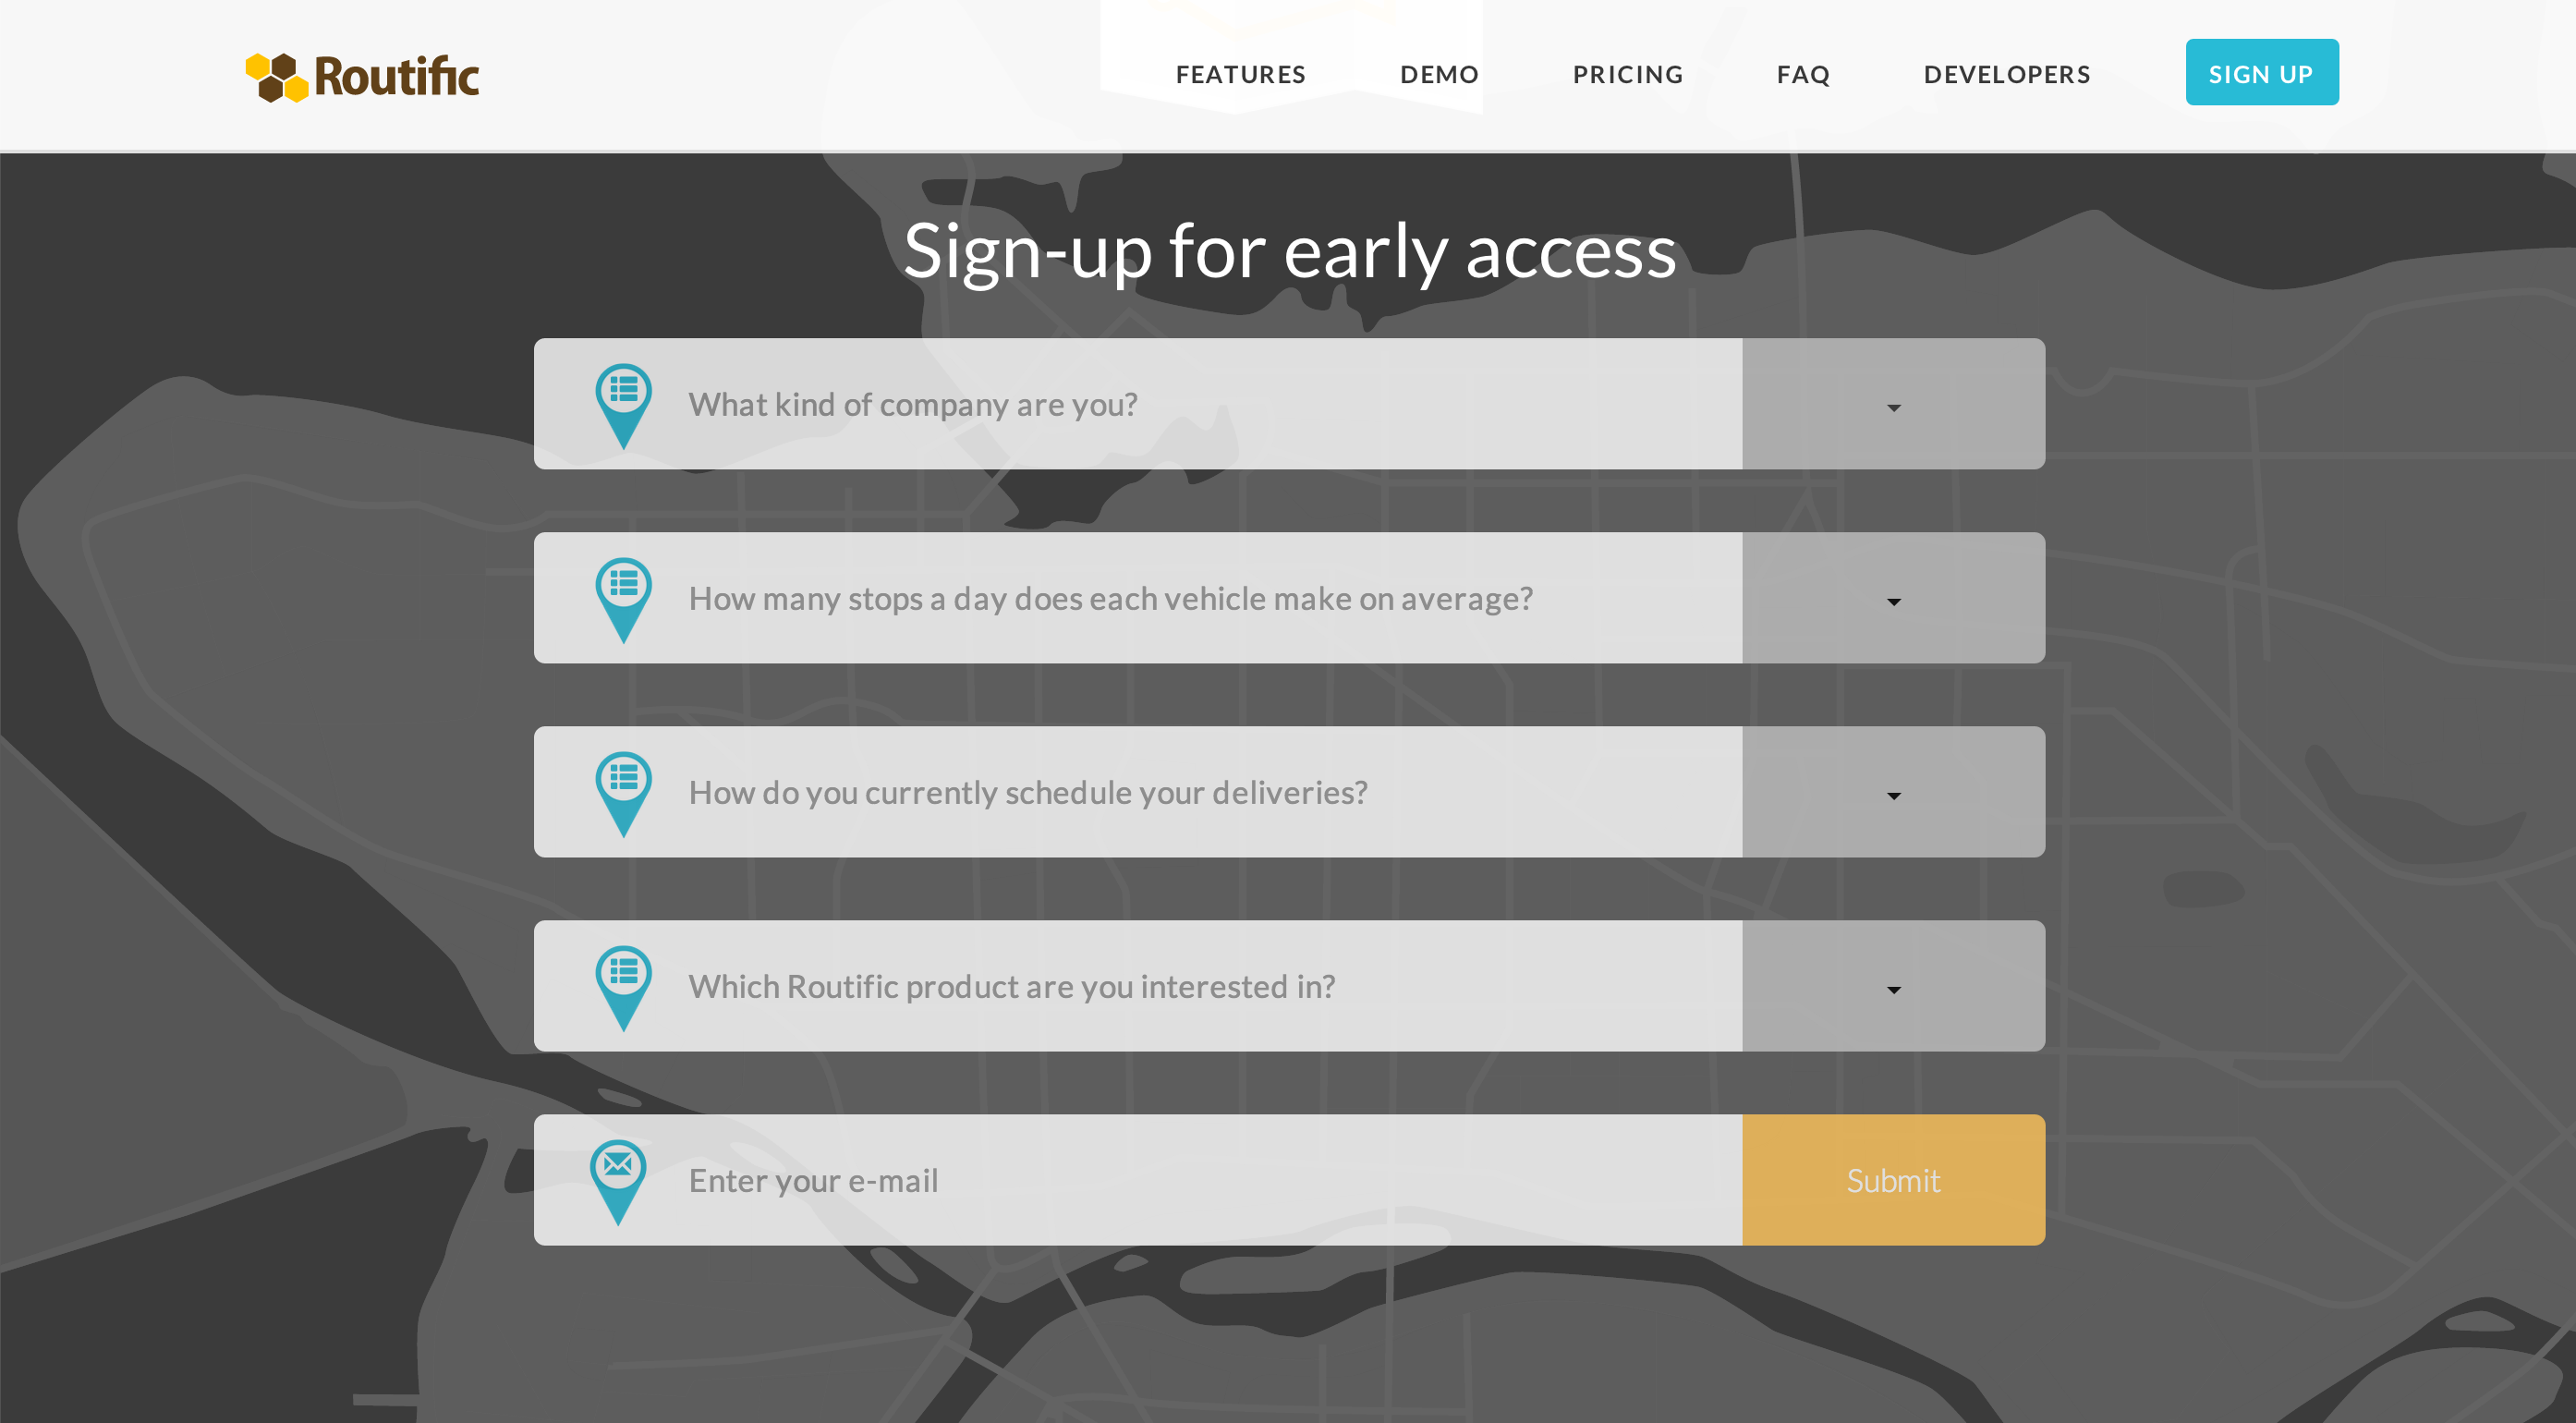 Routific
FEATURES DEMO PRICING FAQ DEVELOPERS SIGN UP
Sign-up for early access
What kind of company are you?
How many stops a day does each vehicle make on average?
How do you currently schedule your deliveries?
Which Routific product are you interested in?
Enter your e-mail Submit